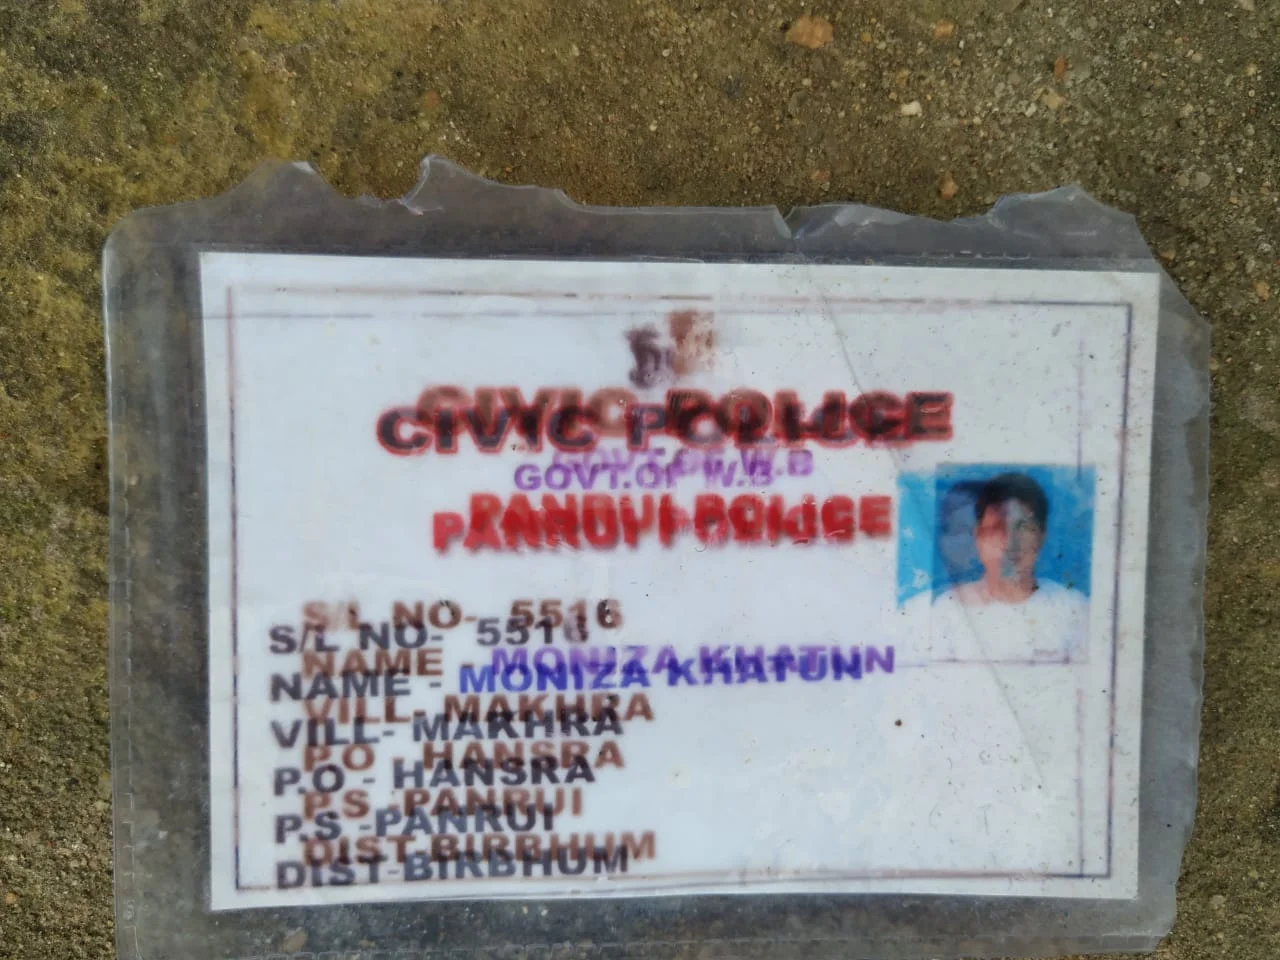 CIVIC POLICE
GOVT.OF W.B
PANRUI POLICE
S/L NO- 5516
NAME - MONIZA KHATUN
VILL- MAKHRA
P.O - HANSRA
P.S -PANRUI
DIST-BIRBHUM